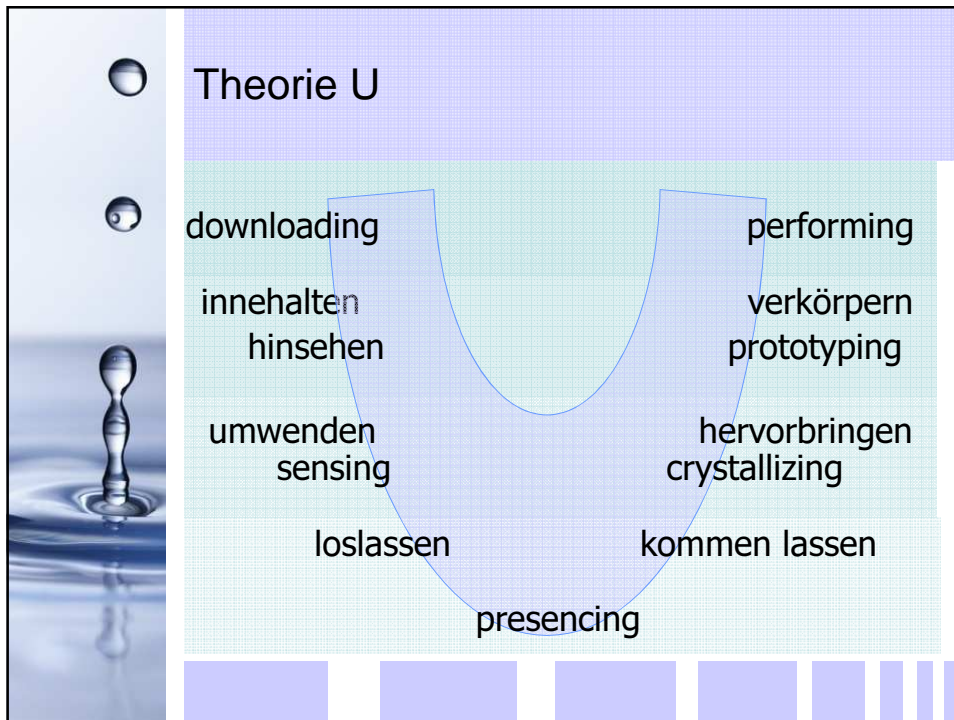 Theorie U
downloading performing
innehalten verkörpern
hinsehen prototyping
umwenden hervorbringen
sensing crystallizing
loslassen kommen lassen
presencing